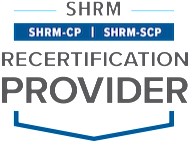 SHRM
SHRM-CP | SHRM-SCP
RECERTIFICATION
PROVIDER